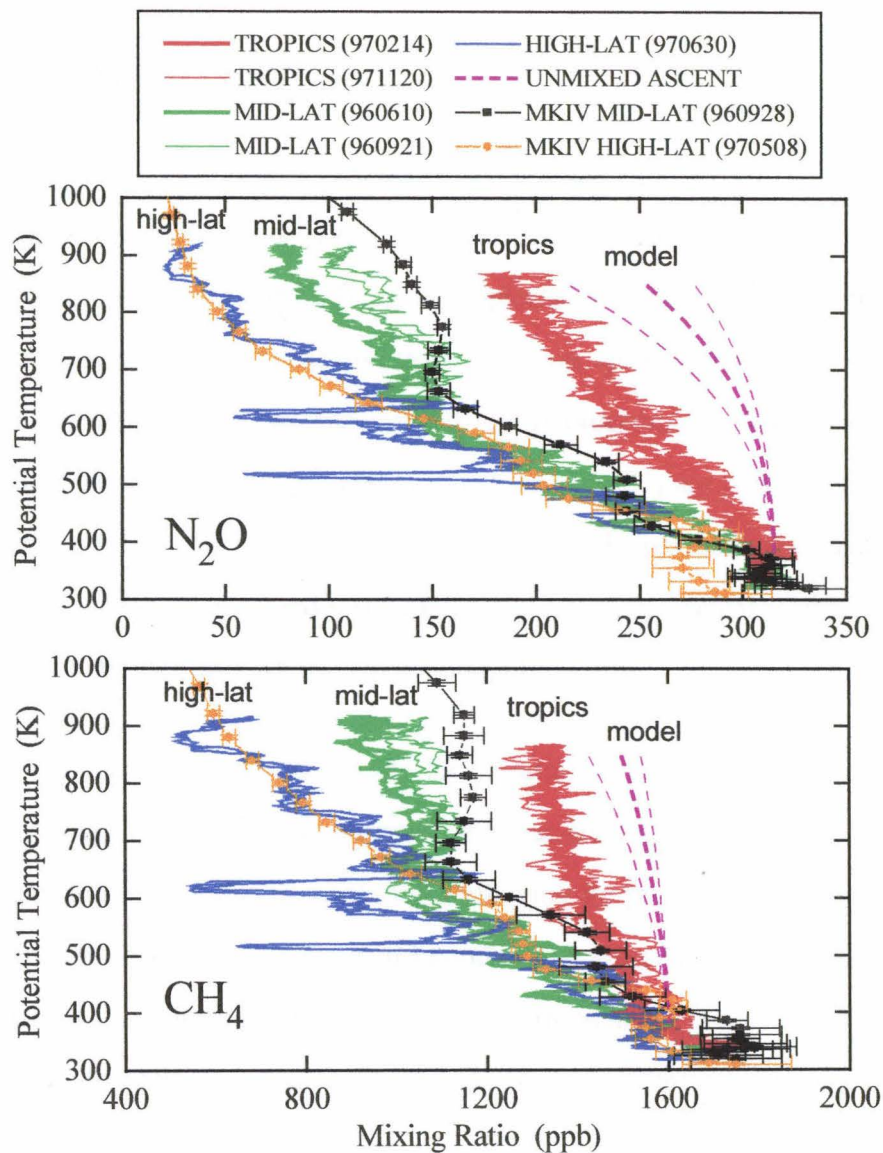 TROPICS (970214)
TROPICS (971120)
MID-LAT (960610)
MID-LAT (960921)
HIGH-LAT (970630)
UNMIXED ASCENT
MKIV MID-LAT (960928)
MKIV HIGH-LAT (970508)
Potential Temperature (K)
1000
900
800
700
600
500
400
300
high-lat
mid-lat
tropics
model
N₂O
0 50 100 150 200 250 300 350
Potential Temperature (K)
1000
900
800
700
600
500
400
300
high-lat
mid-lat
tropics
model
CH₄
400 800 1200 1600 2000
Mixing Ratio (ppb)